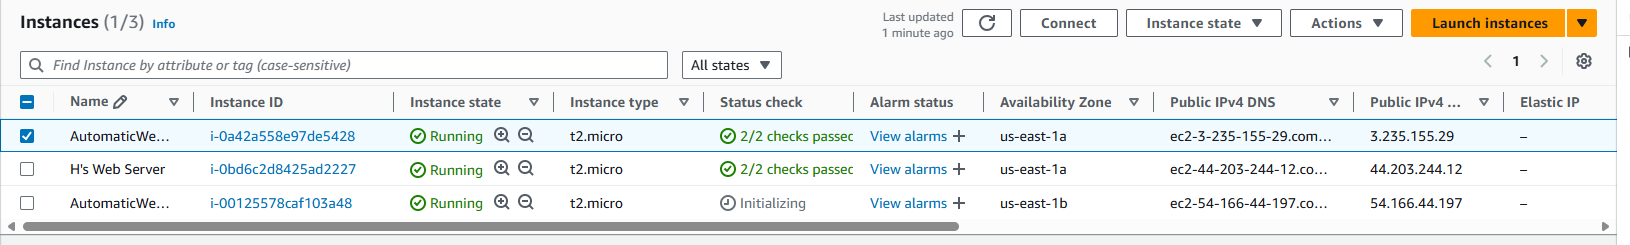 Instances (1/3) Info
Last updated
1 minute ago
Connect
Instance state
Actions
Launch instances
Find Instance by attribute or tag (case-sensitive)
All states
1
Name Instance ID Instance state Instance type Status check Alarm status Availability Zone Public IPv4 DNS Public IPv4 ... Elastic IP
AutomaticWe... i-0a42a558e97de5428 Running t2.micro 2/2 checks passed View alarms + us-east-1a ec2-3-235-155-29.com... 3.235.155.29 –
H's Web Server i-0bd6c2d8425ad2227 Running t2.micro 2/2 checks passed View alarms + us-east-1a ec2-44-203-244-12.co... 44.203.244.12 –
AutomaticWe... i-00125578caf103a48 Running t2.micro Initializing View alarms + us-east-1b ec2-54-166-44-197.co... 54.166.44.197 –